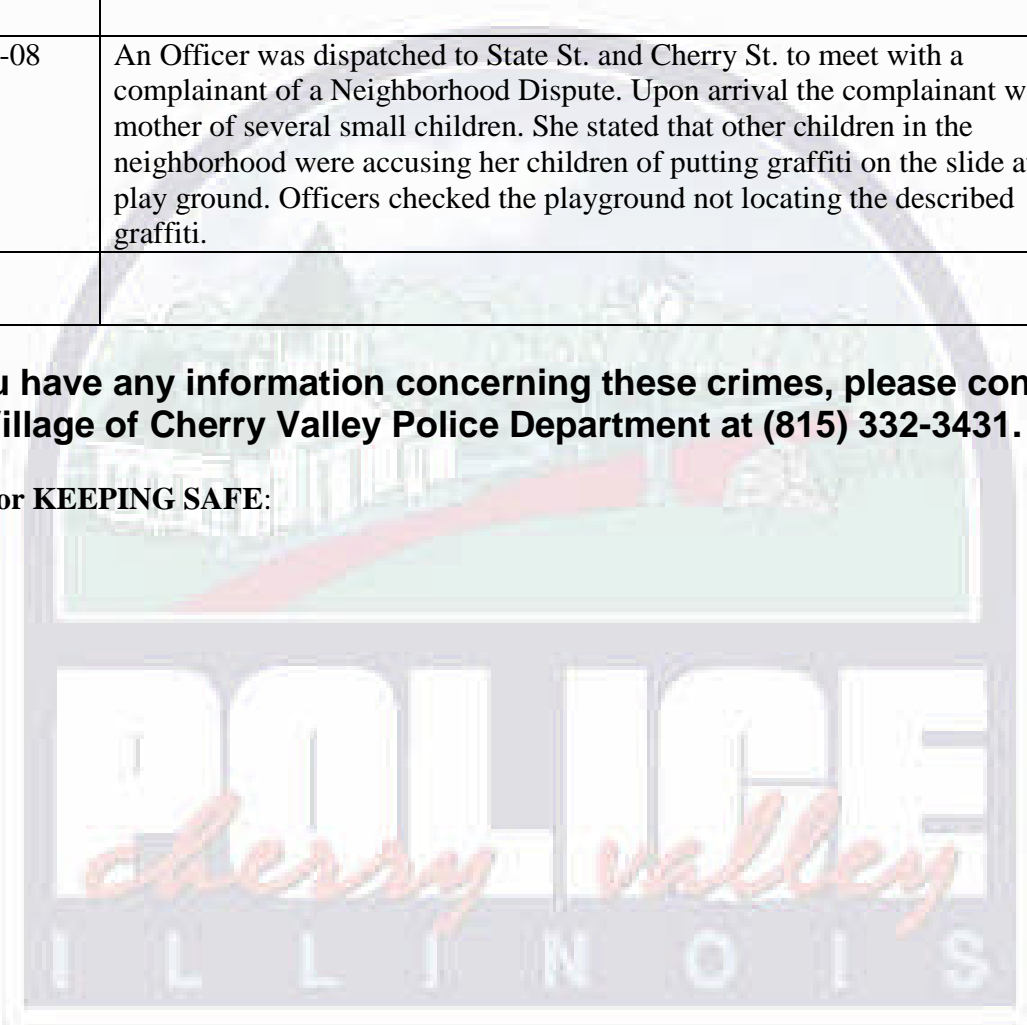 -08
An Officer was dispatched to State St. and Cherry St. to meet with a
complainant of a Neighborhood Dispute. Upon arrival the complainant w
mother of several small children. She stated that other children in the
neighborhood were accusing her children of putting graffiti on the slide a
play ground. Officers checked the playground not locating the described
graffiti.
u have any information concerning these crimes, please con
illage of Cherry Valley Police Department at (815) 332-3431.
or KEEPING SAFE:
POLICE
cherry valley
ILLINOIS